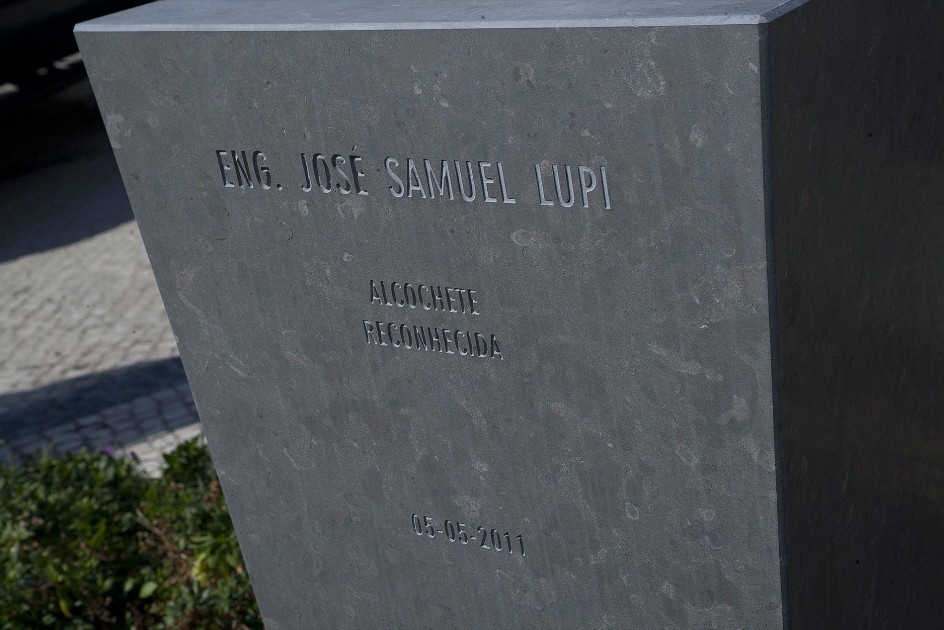 ENG. JOSÉ SAMUEL LUPI
ALCOCHETE
RECONHECIDA
05-05-2011